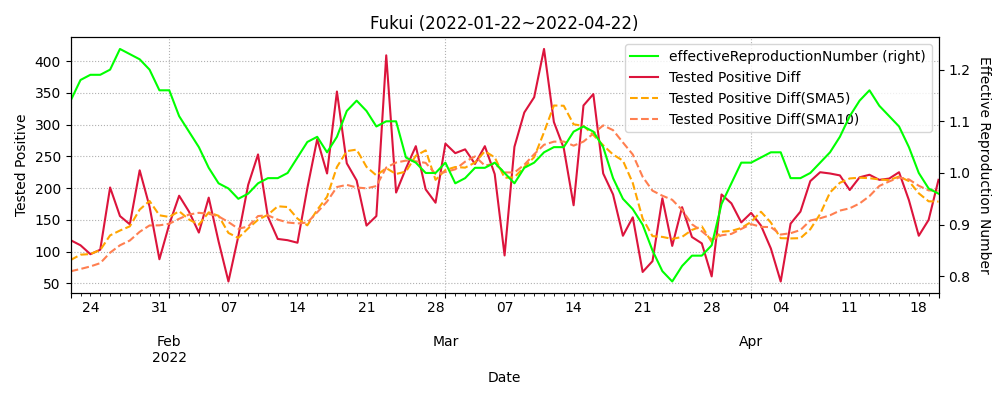 Fukui (2022-01-22~2022-04-22)
effectiveReproductionNumber (right)
Tested Positive Diff
Tested Positive Diff(SMA5)
Tested Positive Diff(SMA10)
Tested Positive
400
350
300
250
200
150
100
50
1.2
1.1
1.0
0.9
0.8
Effective Reproduction Number
24 31 07 14 21 28 07 14 21 28 04 11 18
Feb Mar Apr
2022
Date